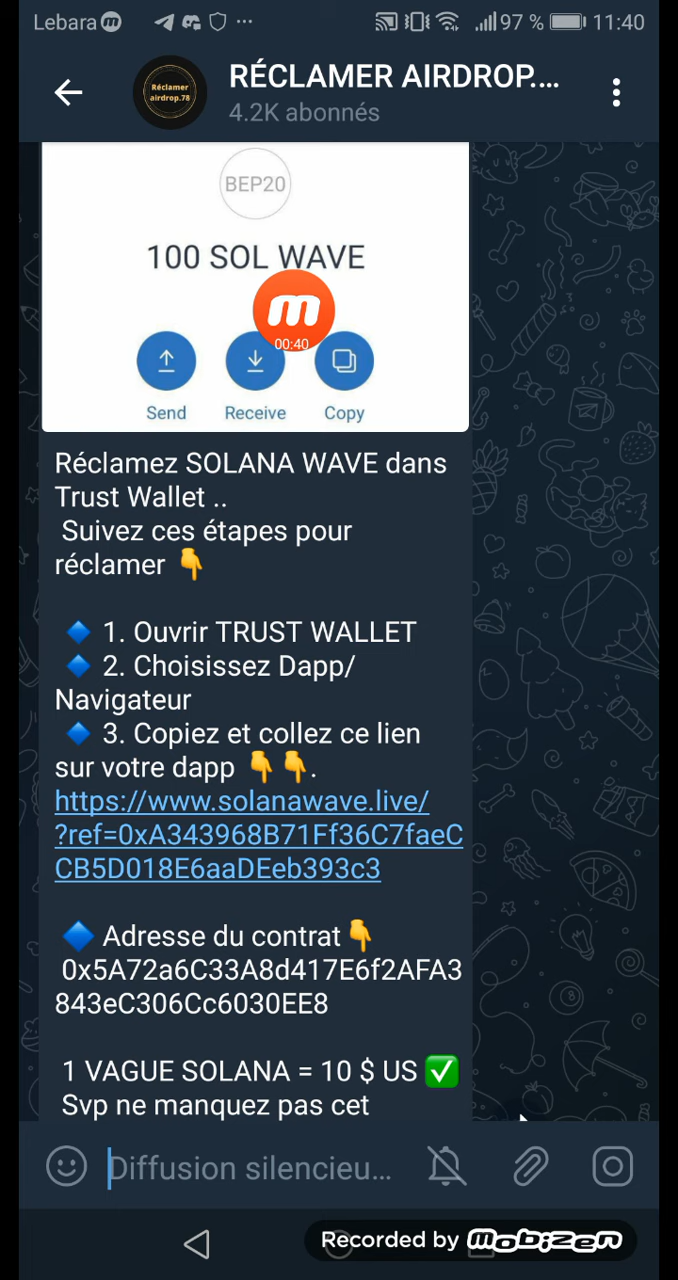 Lebara
97 %
11:40
Réclamer
airdrop.78
RÉCLAMER AIRDROP....
4.2K abonnés
BEP20
100 SOL WAVE
m
00:40
Send
Receive
Copy
Réclamez SOLANA WAVE dans
Trust Wallet ..
Suivez ces étapes pour
réclamer 👇
🔷 1. Ouvrir TRUST WALLET
🔷 2. Choisissez Dapp/
Navigateur
🔷 3. Copiez et collez ce lien
sur votre dapp 👇👇.
https://www.solanawave.live/
?ref=0xA343968B71Ff36C7faeC
CB5D018E6aaDEeb393c3
🔷 Adresse du contrat👇
0x5A72a6C33A8d417E6f2AFA3
843eC306Cc6030EE8
1 VAGUE SOLANA = 10 $ US ✅
Svp ne manquez pas cet
Diffusion silencieu...
Recorded by mobizen